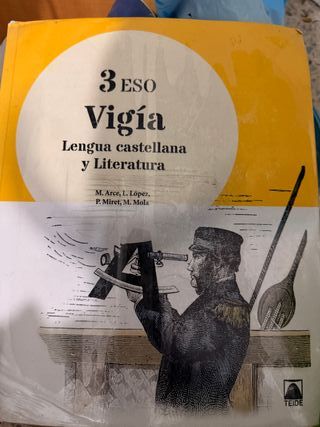 3 ESO
Vigía
Lengua castellana
y Literatura
M. Arce, L. López,
P. Miret, M. Mola
TEIDE